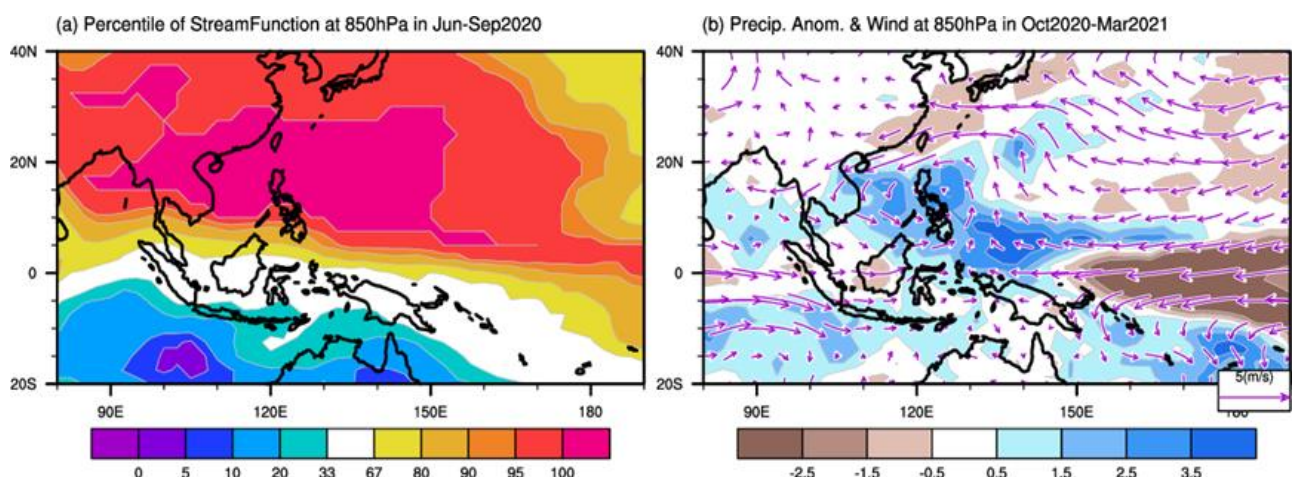 (a) Percentile of StreamFunction at 850hPa in Jun-Sep2020
(b) Precip. Anom. & Wind at 850hPa in Oct2020-Mar2021
40N
20N
0
20S
90E 120E 150E 180
0 5 10 20 33 67 80 90 95 100
40N
20N
0
20S
5(m/s)
90E 120E 150E 180
-2.5 -1.5 -0.5 0.5 1.5 2.5 3.5